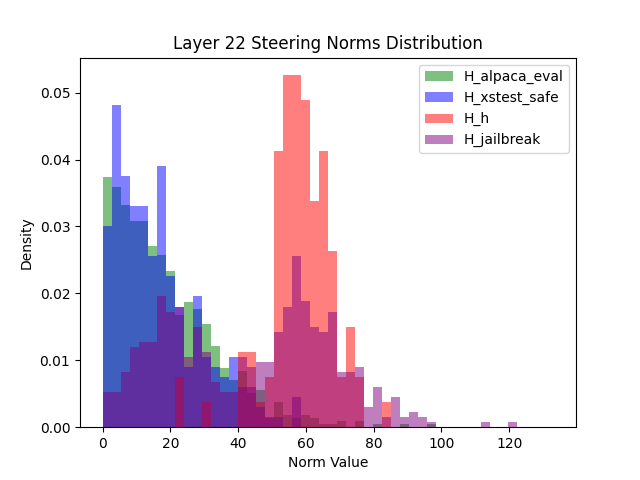 Layer 22 Steering Norms Distribution
H_alpaca_eval
H_xstest_safe
H_h
H_jailbreak
Density
0.05
0.04
0.03
0.02
0.01
0.00
0 20 40 60 80 100 120
Norm Value